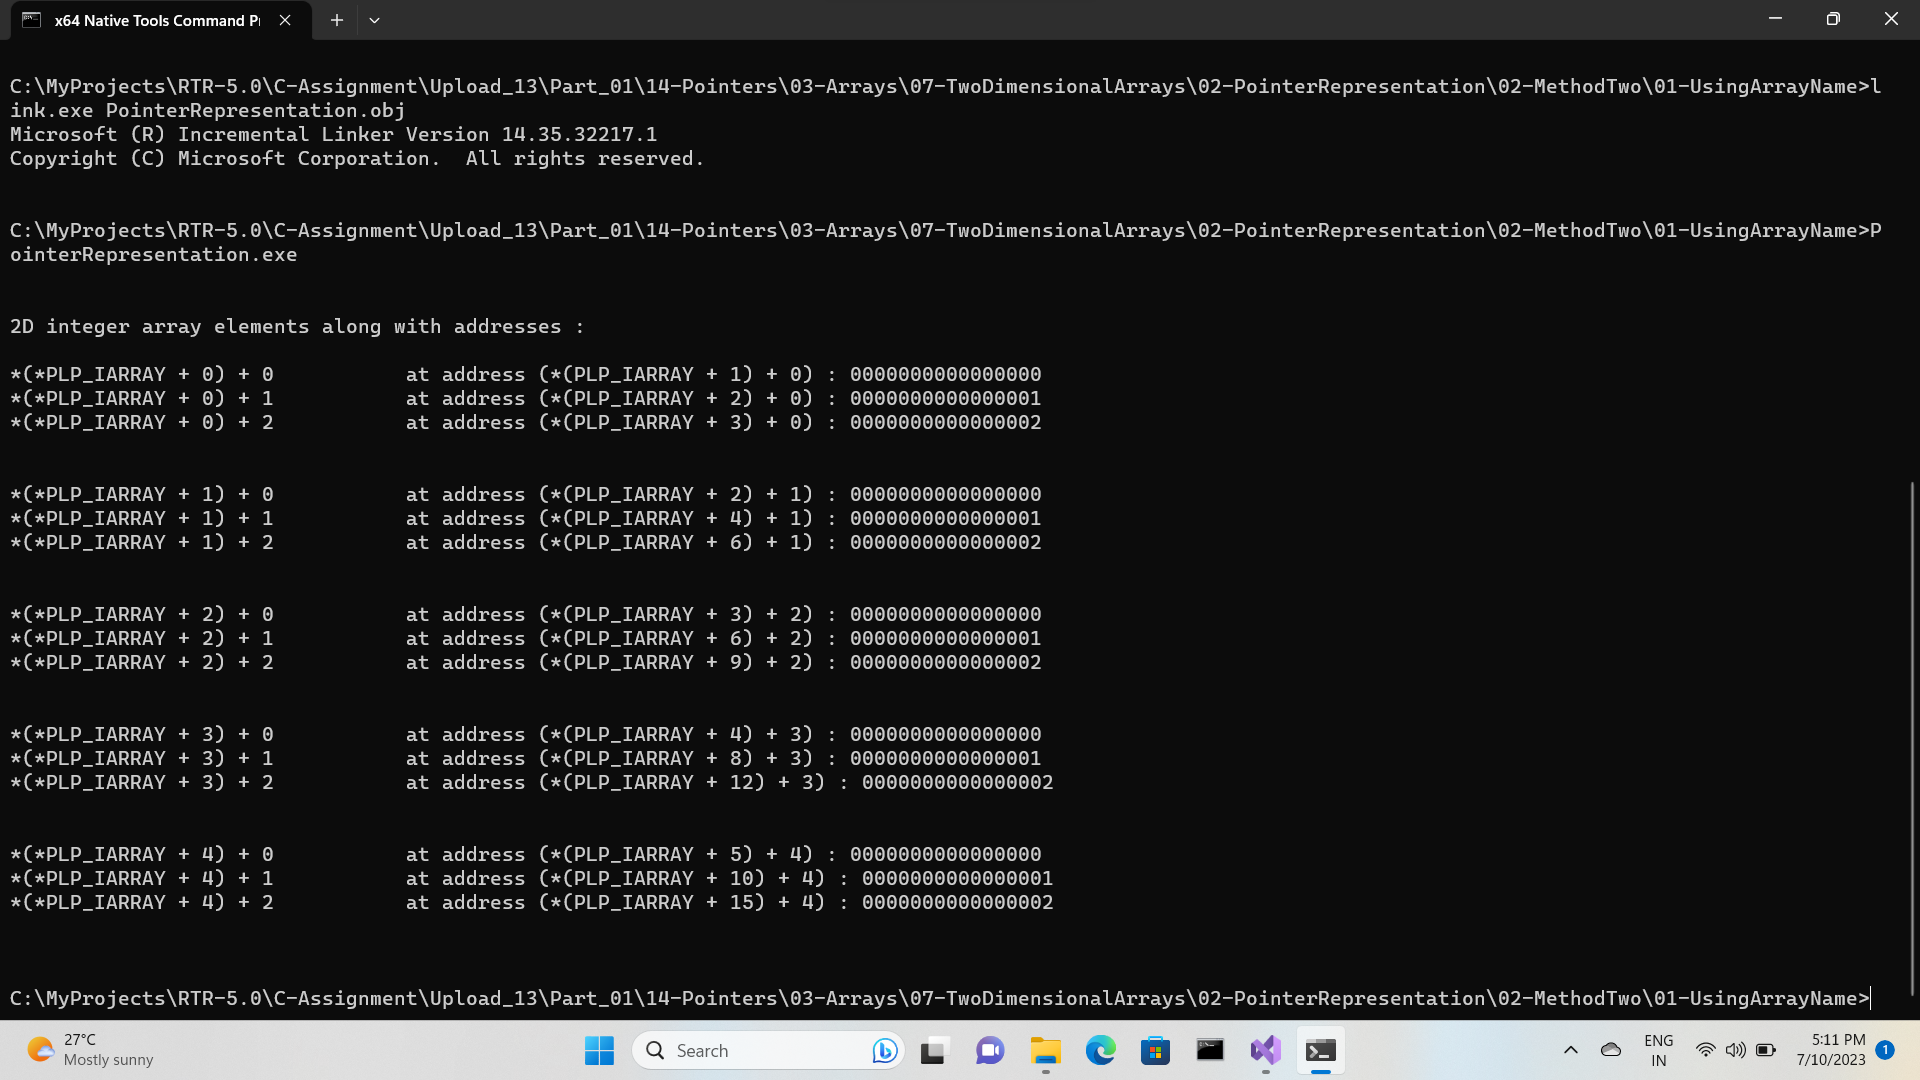 x64 Native Tools Command Pr
C:\MyProjects\RTR-5.0\C-Assignment\Upload_13\Part_01\14-Pointers\03-Arrays\07-TwoDimensionalArrays\02-PointerRepresentation\02-MethodTwo\01-UsingArrayName>l
ink.exe PointerRepresentation.obj
Microsoft (R) Incremental Linker Version 14.35.32217.1
Copyright (C) Microsoft Corporation.  All rights reserved.
C:\MyProjects\RTR-5.0\C-Assignment\Upload_13\Part_01\14-Pointers\03-Arrays\07-TwoDimensionalArrays\02-PointerRepresentation\02-MethodTwo\01-UsingArrayName>P
ointerRepresentation.exe
2D integer array elements along with addresses :
*(*PLP_IARRAY + 0) + 0           at address (*(PLP_IARRAY + 1) + 0) : 0000000000000000
*(*PLP_IARRAY + 0) + 1           at address (*(PLP_IARRAY + 2) + 0) : 0000000000000001
*(*PLP_IARRAY + 0) + 2           at address (*(PLP_IARRAY + 3) + 0) : 0000000000000002
*(*PLP_IARRAY + 1) + 0           at address (*(PLP_IARRAY + 2) + 1) : 0000000000000000
*(*PLP_IARRAY + 1) + 1           at address (*(PLP_IARRAY + 4) + 1) : 0000000000000001
*(*PLP_IARRAY + 1) + 2           at address (*(PLP_IARRAY + 6) + 1) : 0000000000000002
*(*PLP_IARRAY + 2) + 0           at address (*(PLP_IARRAY + 3) + 2) : 0000000000000000
*(*PLP_IARRAY + 2) + 1           at address (*(PLP_IARRAY + 6) + 2) : 0000000000000001
*(*PLP_IARRAY + 2) + 2           at address (*(PLP_IARRAY + 9) + 2) : 0000000000000002
*(*PLP_IARRAY + 3) + 0           at address (*(PLP_IARRAY + 4) + 3) : 0000000000000000
*(*PLP_IARRAY + 3) + 1           at address (*(PLP_IARRAY + 8) + 3) : 0000000000000001
*(*PLP_IARRAY + 3) + 2           at address (*(PLP_IARRAY + 12) + 3) : 0000000000000002
*(*PLP_IARRAY + 4) + 0           at address (*(PLP_IARRAY + 5) + 4) : 0000000000000000
*(*PLP_IARRAY + 4) + 1           at address (*(PLP_IARRAY + 10) + 4) : 0000000000000001
*(*PLP_IARRAY + 4) + 2           at address (*(PLP_IARRAY + 15) + 4) : 0000000000000002
C:\MyProjects\RTR-5.0\C-Assignment\Upload_13\Part_01\14-Pointers\03-Arrays\07-TwoDimensionalArrays\02-PointerRepresentation\02-MethodTwo\01-UsingArrayName>
27°C
Mostly sunny
Search
ENG
IN
5:11 PM
7/10/2023
1